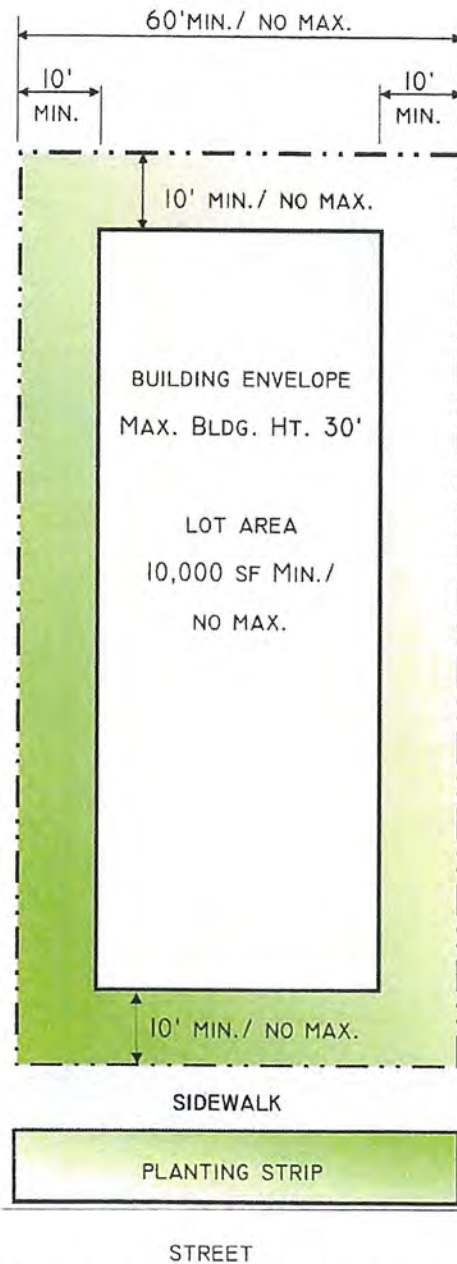 60'MIN./ NO MAX.
10'
MIN.
10'
MIN.
10' MIN./ NO MAX.
BUILDING ENVELOPE
MAX. BLDG. HT. 30'
LOT AREA
10,000 SF MIN./
NO MAX.
10' MIN./ NO MAX.
SIDEWALK
PLANTING STRIP
STREET